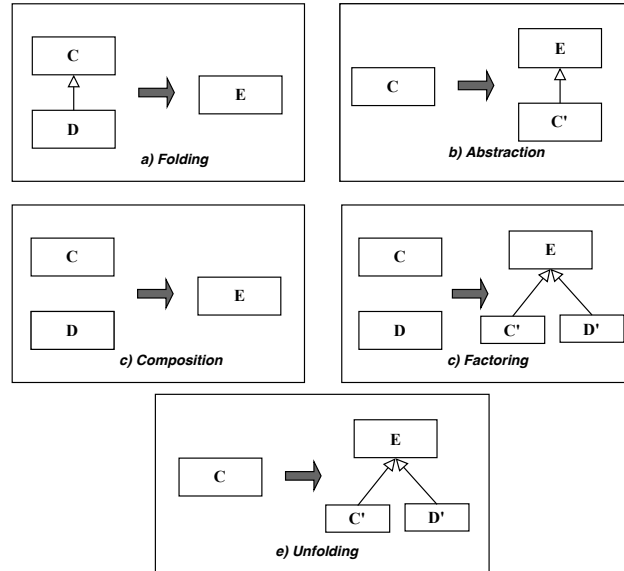 C
D
E
a) Folding
C
E
C'
b) Abstraction
C
D
E
c) Composition
C
D
E
C'
D'
c) Factoring
C
E
C'
D'
e) Unfolding